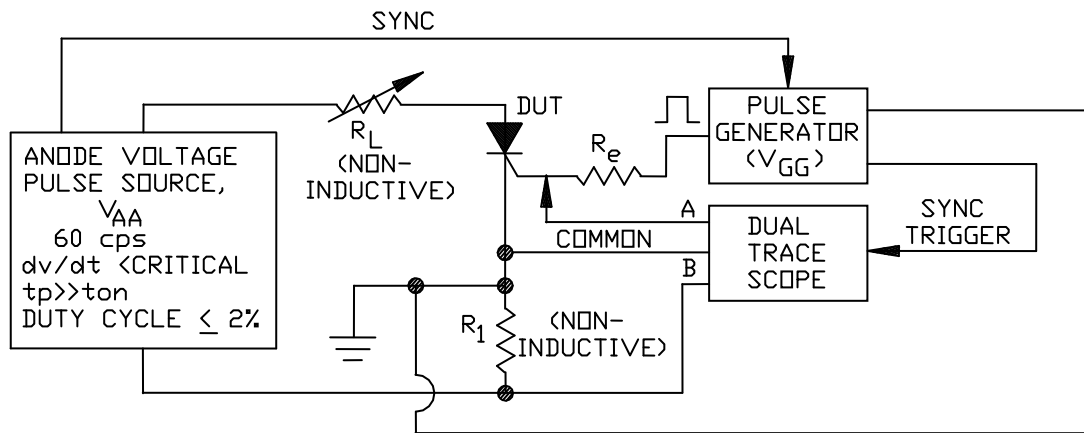 SYNC
DUT
PULSE
GENERATOR
(VGG)
RL
(NON-
INDUCTIVE)
Re
ANODE VOLTAGE
PULSE SOURCE,
VAA
60 cps
dv/dt <CRITICAL
tp>>ton
DUTY CYCLE ≤ 2%
A
COMMON
B
DUAL
TRACE
SCOPE
SYNC
TRIGGER
R1
(NON-
INDUCTIVE)